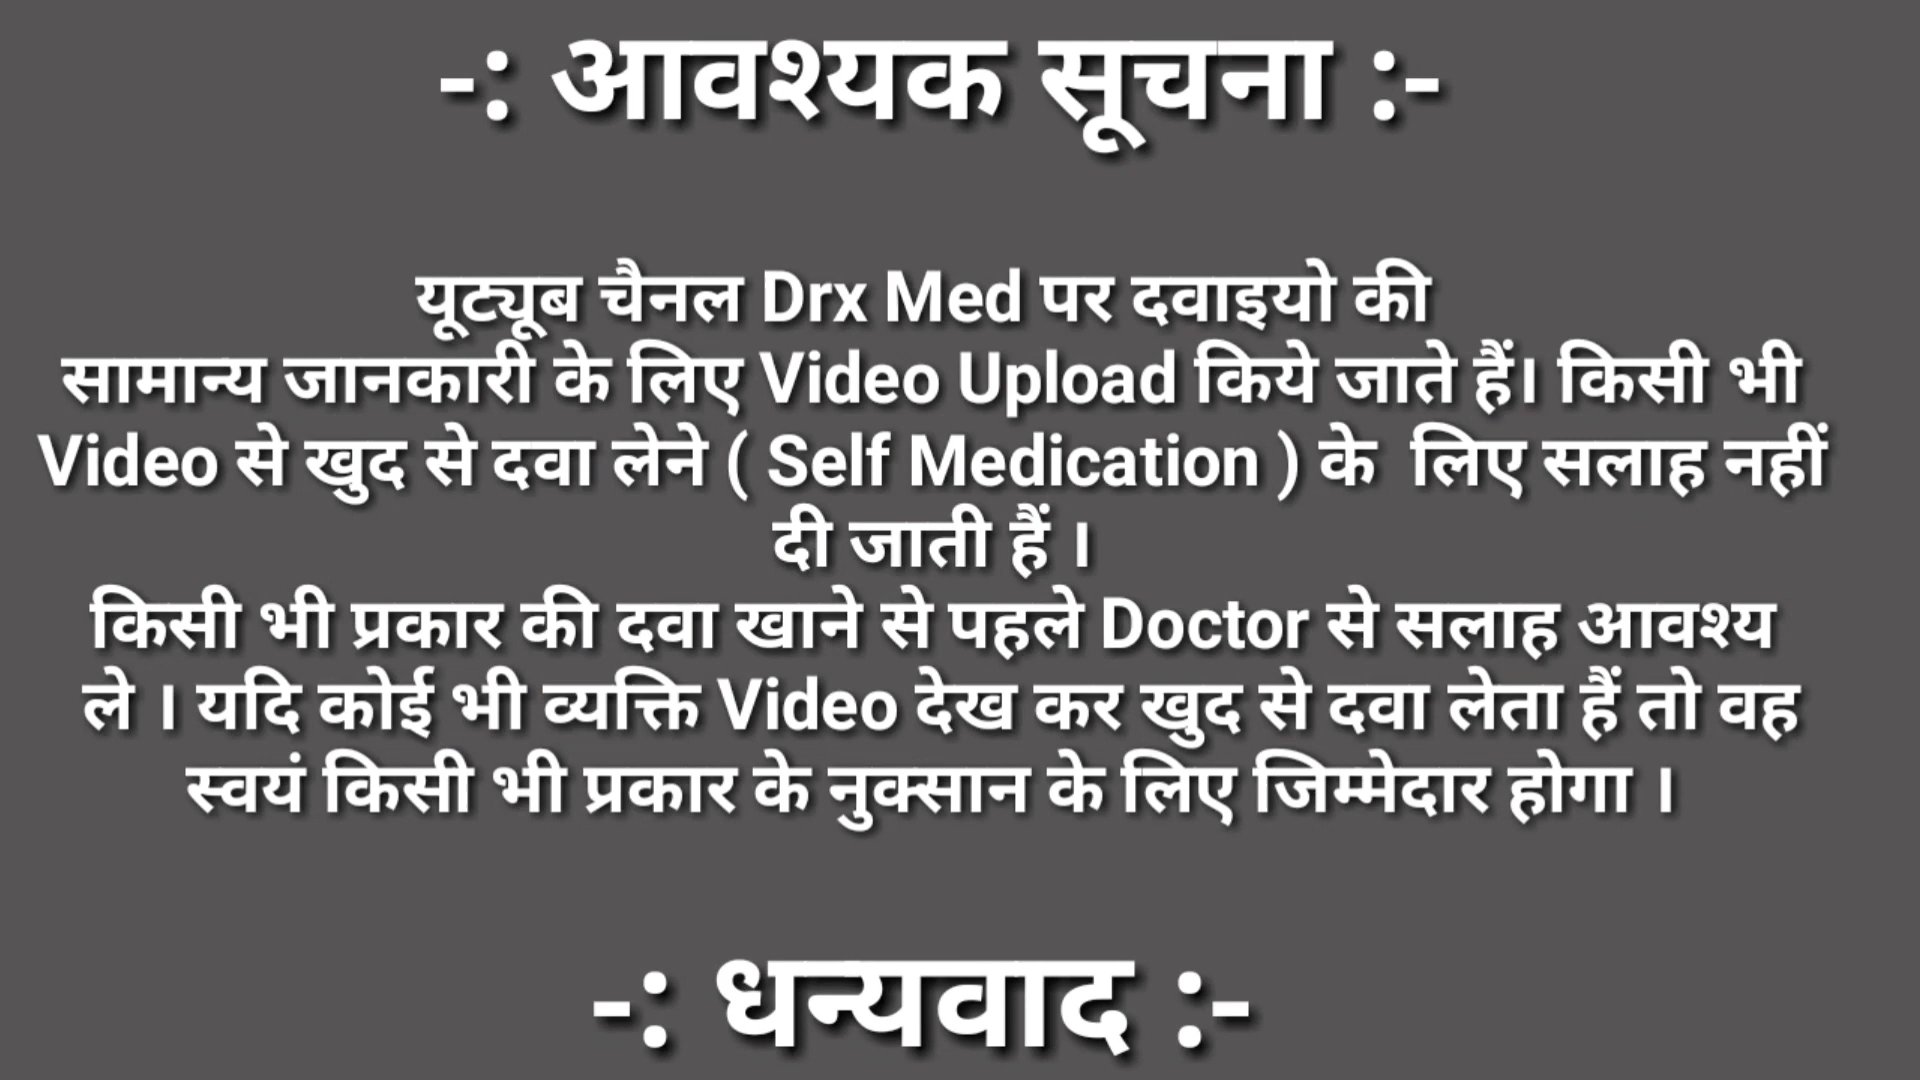 -: आवश्यक सूचना :-
यूट्यूब चैनल Drx Med पर दवाइयो की
सामान्य जानकारी के लिए Video Upload किये जाते हैं। किसी भी
Video से खुद से दवा लेने ( Self Medication ) के लिए सलाह नहीं
दी जाती हैं ।
किसी भी प्रकार की दवा खाने से पहले Doctor से सलाह आवश्य
ले । यदि कोई भी व्यक्ति Video देख कर खुद से दवा लेता हैं तो वह
स्वयं किसी भी प्रकार के नुक्सान के लिए जिम्मेदार होगा ।
-: धन्यवाद :-